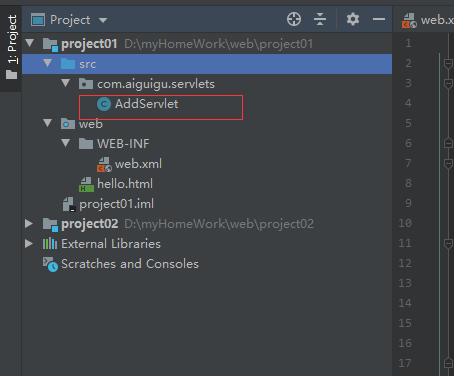 1: Project
Project
project01 D:\myHomeWork\web\project01
src
com.aiguigu.servlets
AddServlet
web
WEB-INF
web.xml
hello.html
project01.iml
project02 D:\myHomeWork\web\project02
External Libraries
Scratches and Consoles
web.x
1
2
3
4
6
7
8
9
10
11
12
13
14
15
16
17